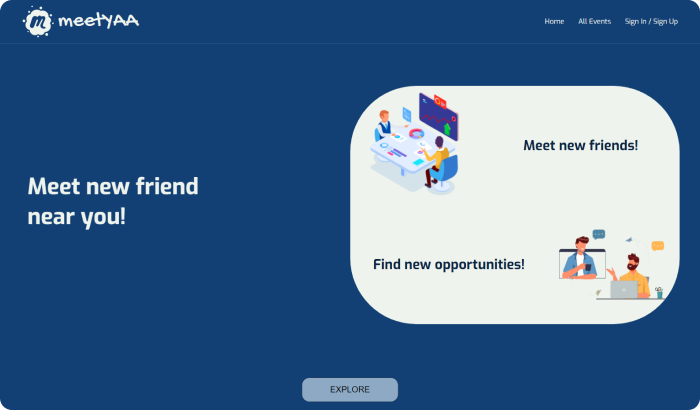 m meetyAA
Home All Events Sign In / Sign Up
Meet new friend
near you!
Meet new friends!
Find new opportunities!
EXPLORE